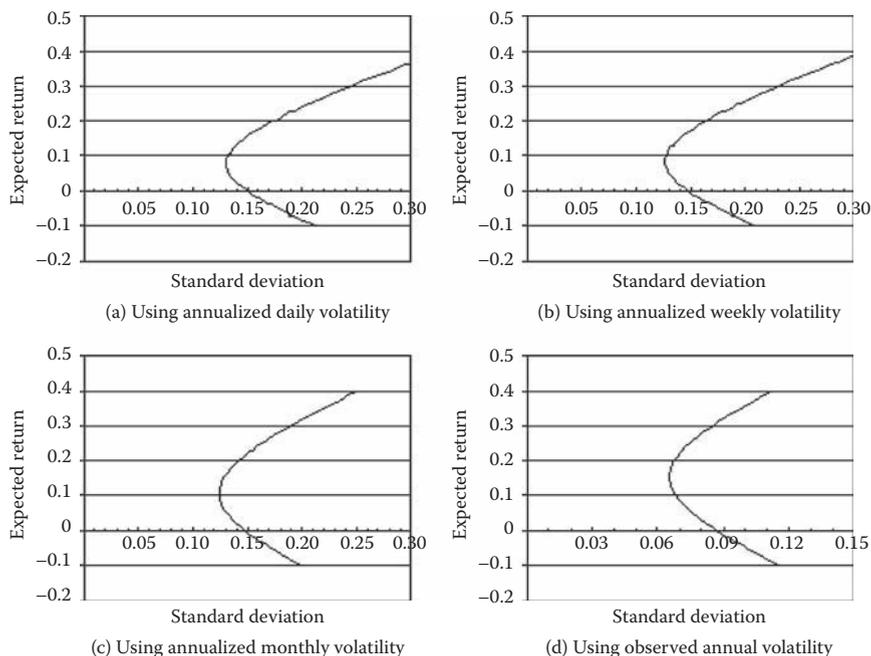 0.5
0.4
0.3
0.2
0.1
0
−0.1
−0.2
Expected return
0.05 0.10 0.15 0.20 0.25 0.30
Standard deviation
(a) Using annualized daily volatility
0.5
0.4
0.3
0.2
0.1
0
−0.1
−0.2
Expected return
0.05 0.10 0.15 0.20 0.25 0.30
Standard deviation
(b) Using annualized weekly volatility
0.5
0.4
0.3
0.2
0.1
0
−0.1
−0.2
Expected return
0.05 0.10 0.15 0.20 0.25 0.30
Standard deviation
(c) Using annualized monthly volatility
0.5
0.4
0.3
0.2
0.1
0
−0.1
−0.2
Expected return
0.03 0.06 0.09 0.12 0.15
Standard deviation
(d) Using observed annual volatility